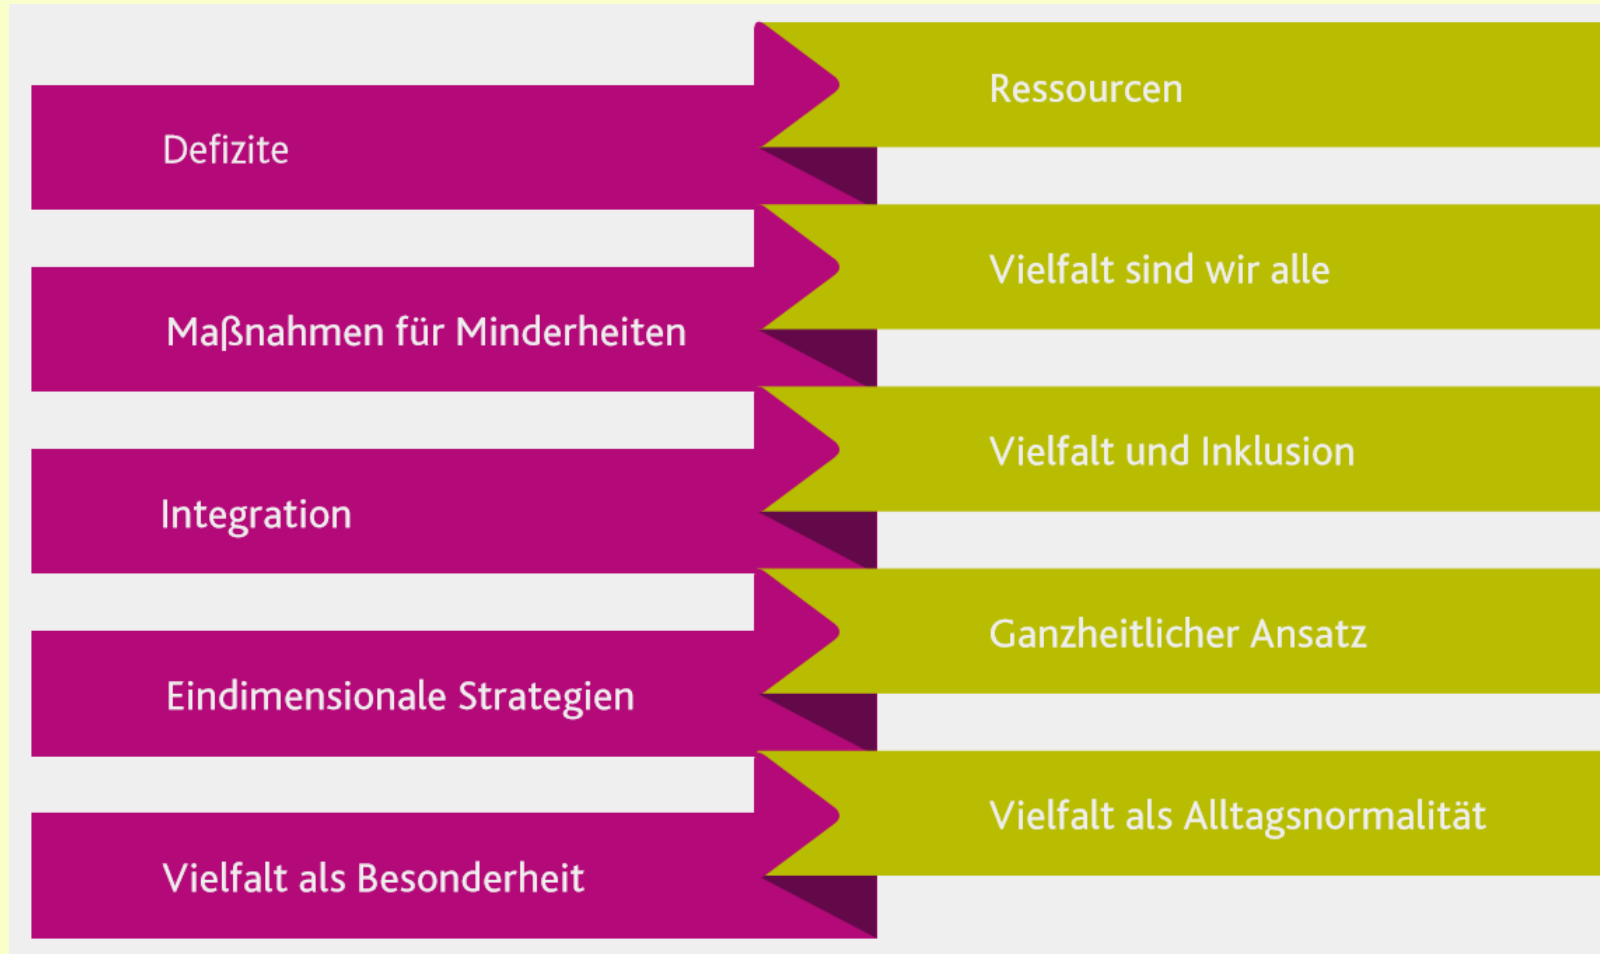 Defizite
Ressourcen
Maßnahmen für Minderheiten
Vielfalt sind wir alle
Integration
Vielfalt und Inklusion
Eindimensionale Strategien
Ganzheitlicher Ansatz
Vielfalt als Besonderheit
Vielfalt als Alltagsnormalität